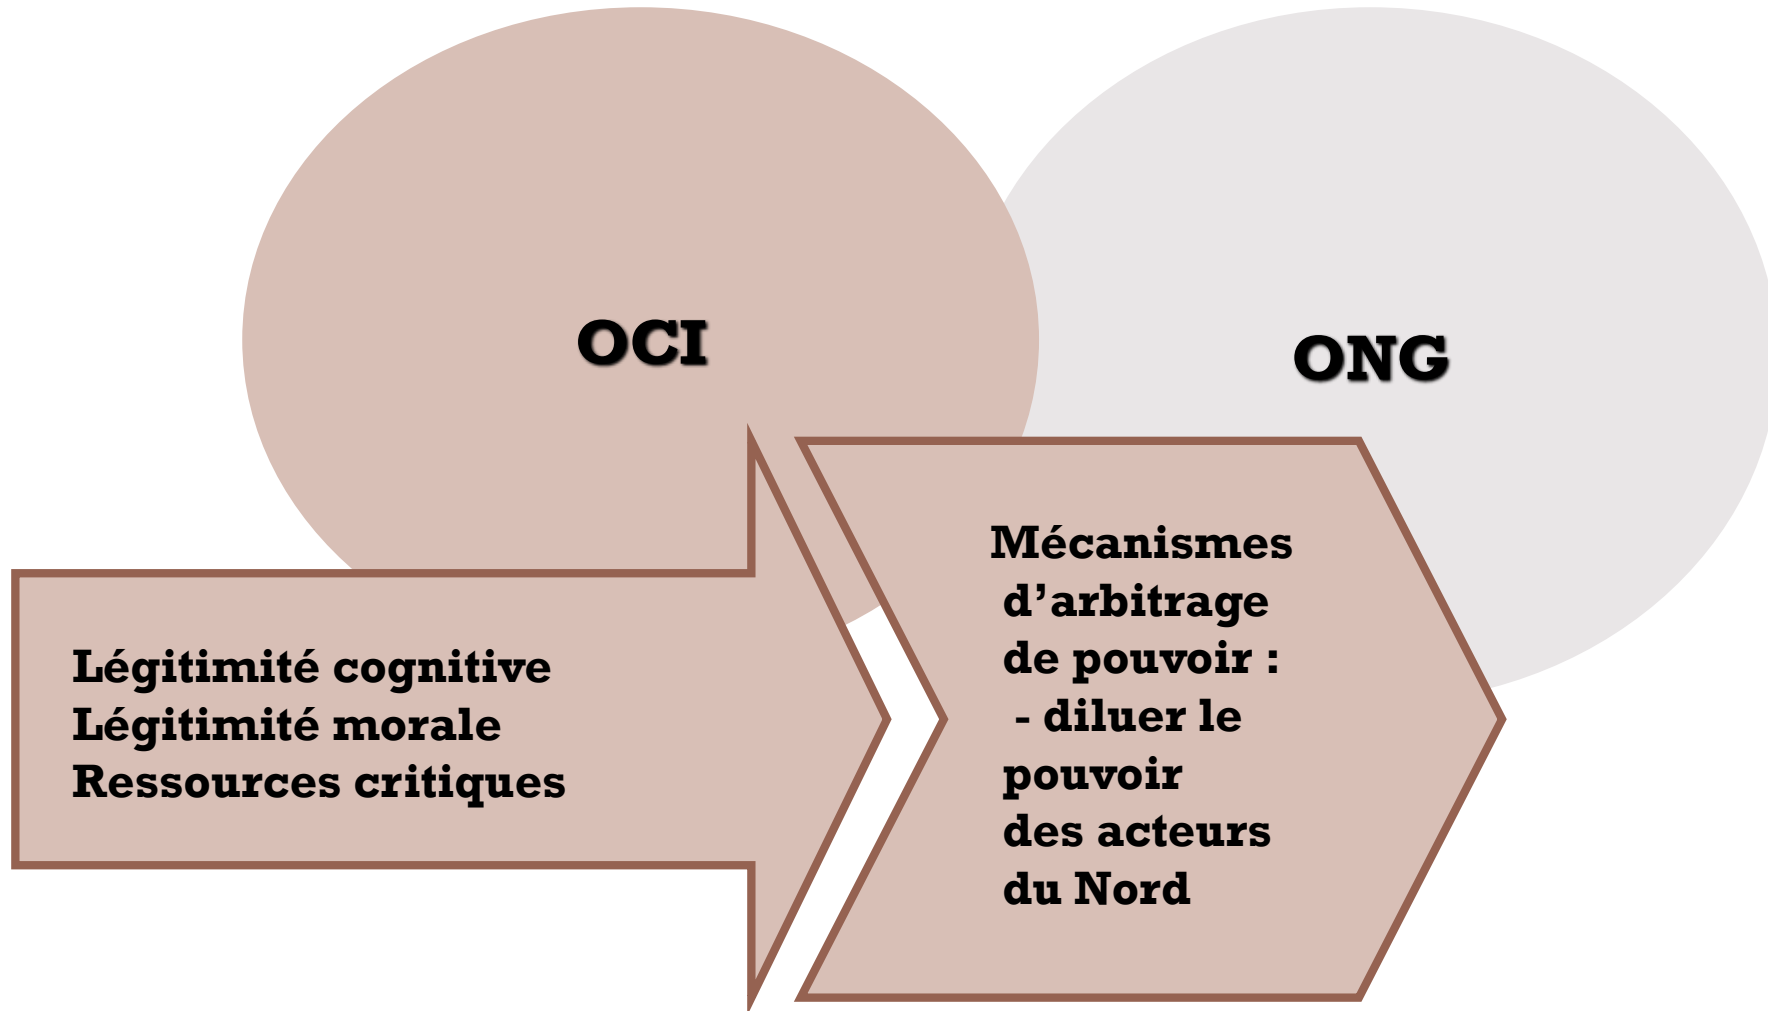 OCI
ONG
Légitimité cognitive
Légitimité morale
Ressources critiques
Mécanismes
d’arbitrage
de pouvoir :
- diluer le
pouvoir
des acteurs
du Nord